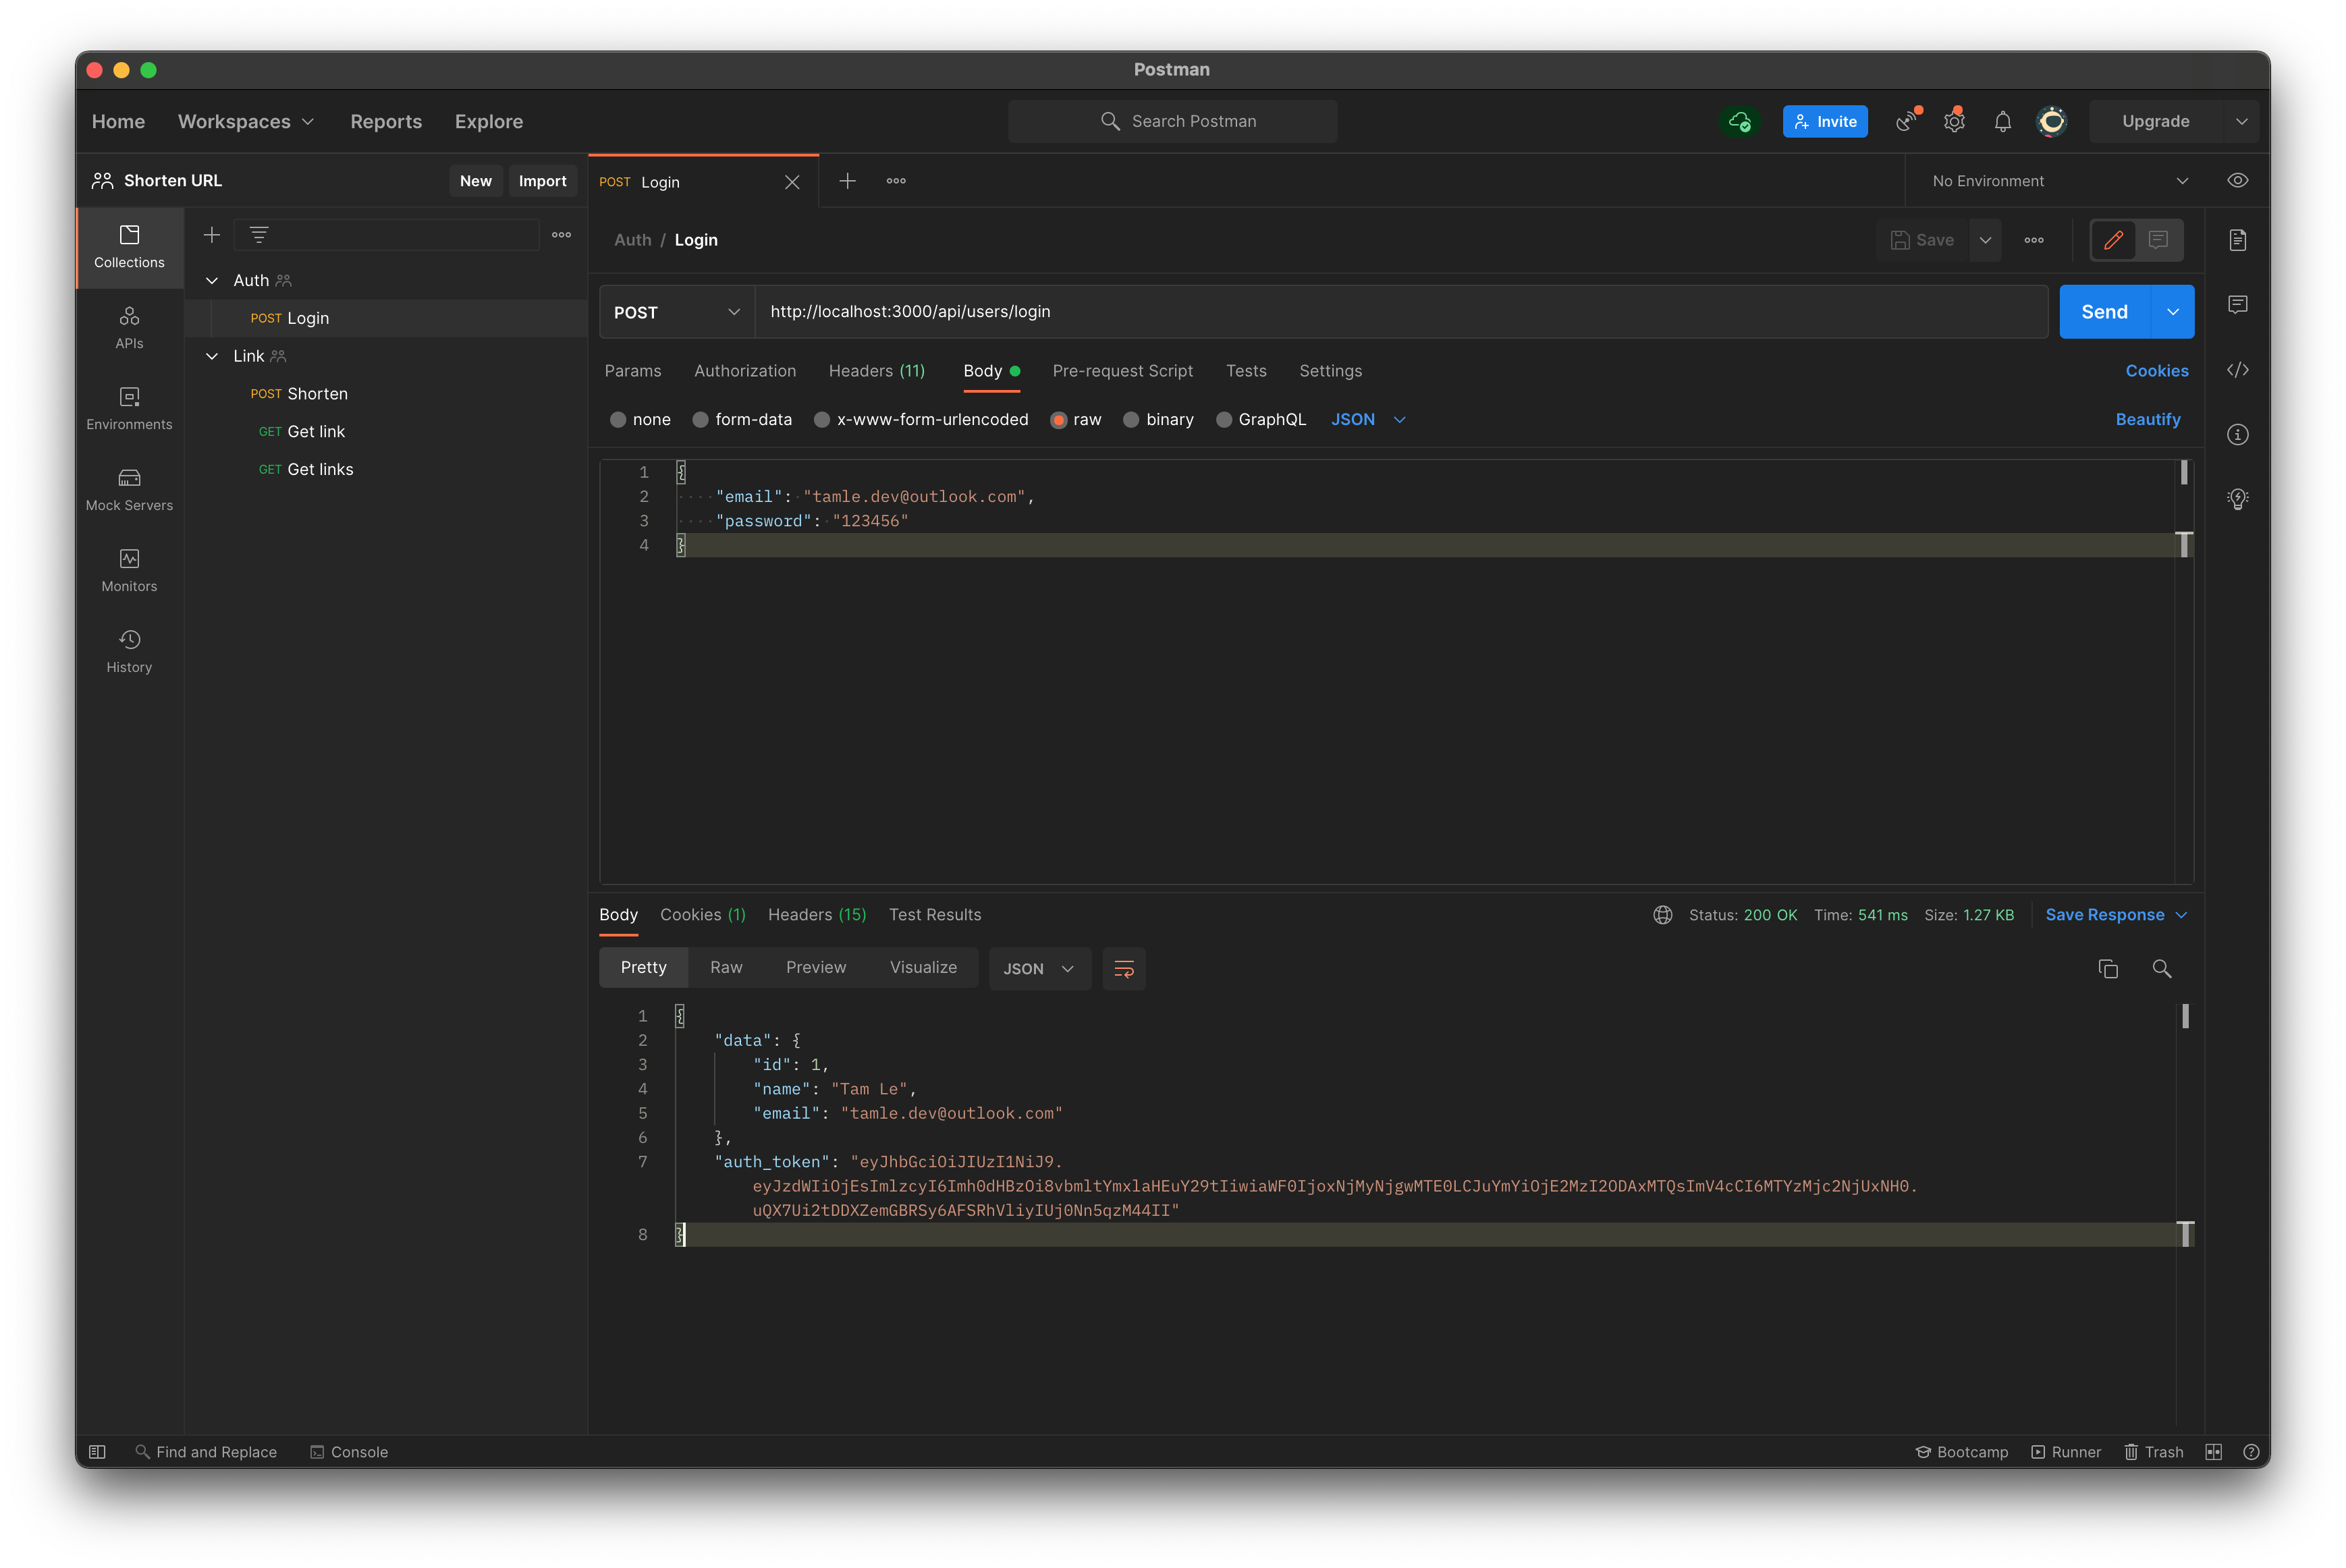 Postman
Home Workspaces Reports Explore
Search Postman
Invite
Upgrade
Shorten URL
New Import
POST Login
No Environment
Collections
APIs
Environments
Mock Servers
Monitors
History
Auth
POST Login
Link
POST Shorten
GET Get link
GET Get links
Auth / Login
Save
POST http://localhost:3000/api/users/login
Send
Params Authorization Headers (11) Body Pre-request Script Tests Settings
Cookies
none form-data x-www-form-urlencoded raw binary GraphQL JSON
Beautify
1 {
2 "email": "tamle.dev@outlook.com",
3 "password": "123456"
4 }
Body Cookies (1) Headers (15) Test Results
Status: 200 OK Time: 541 ms Size: 1.27 KB Save Response
Pretty Raw Preview Visualize JSON
1 {
2 "data": {
3 "id": 1,
4 "name": "Tam Le",
5 "email": "tamle.dev@outlook.com"
6 },
7 "auth_token": "eyJhbGciOiJIUzI1NiJ9.
eyJzdWIiOjEsImlzcyI6Imh0dHBzOi8vbmltYmxlaHEuY29tIiwiaWF0IjoxNjMyNjgwMTE0LCJuYmYiOjE2MzI2ODAxMTQsImV4cCI6MTYzMjc2NjUxNH0.
uQX7Ui2tDDXZemGBRSy6AFSRhVliyIUj0Nn5qzM44II"
8 }
Find and Replace Console
Bootcamp Runner Trash